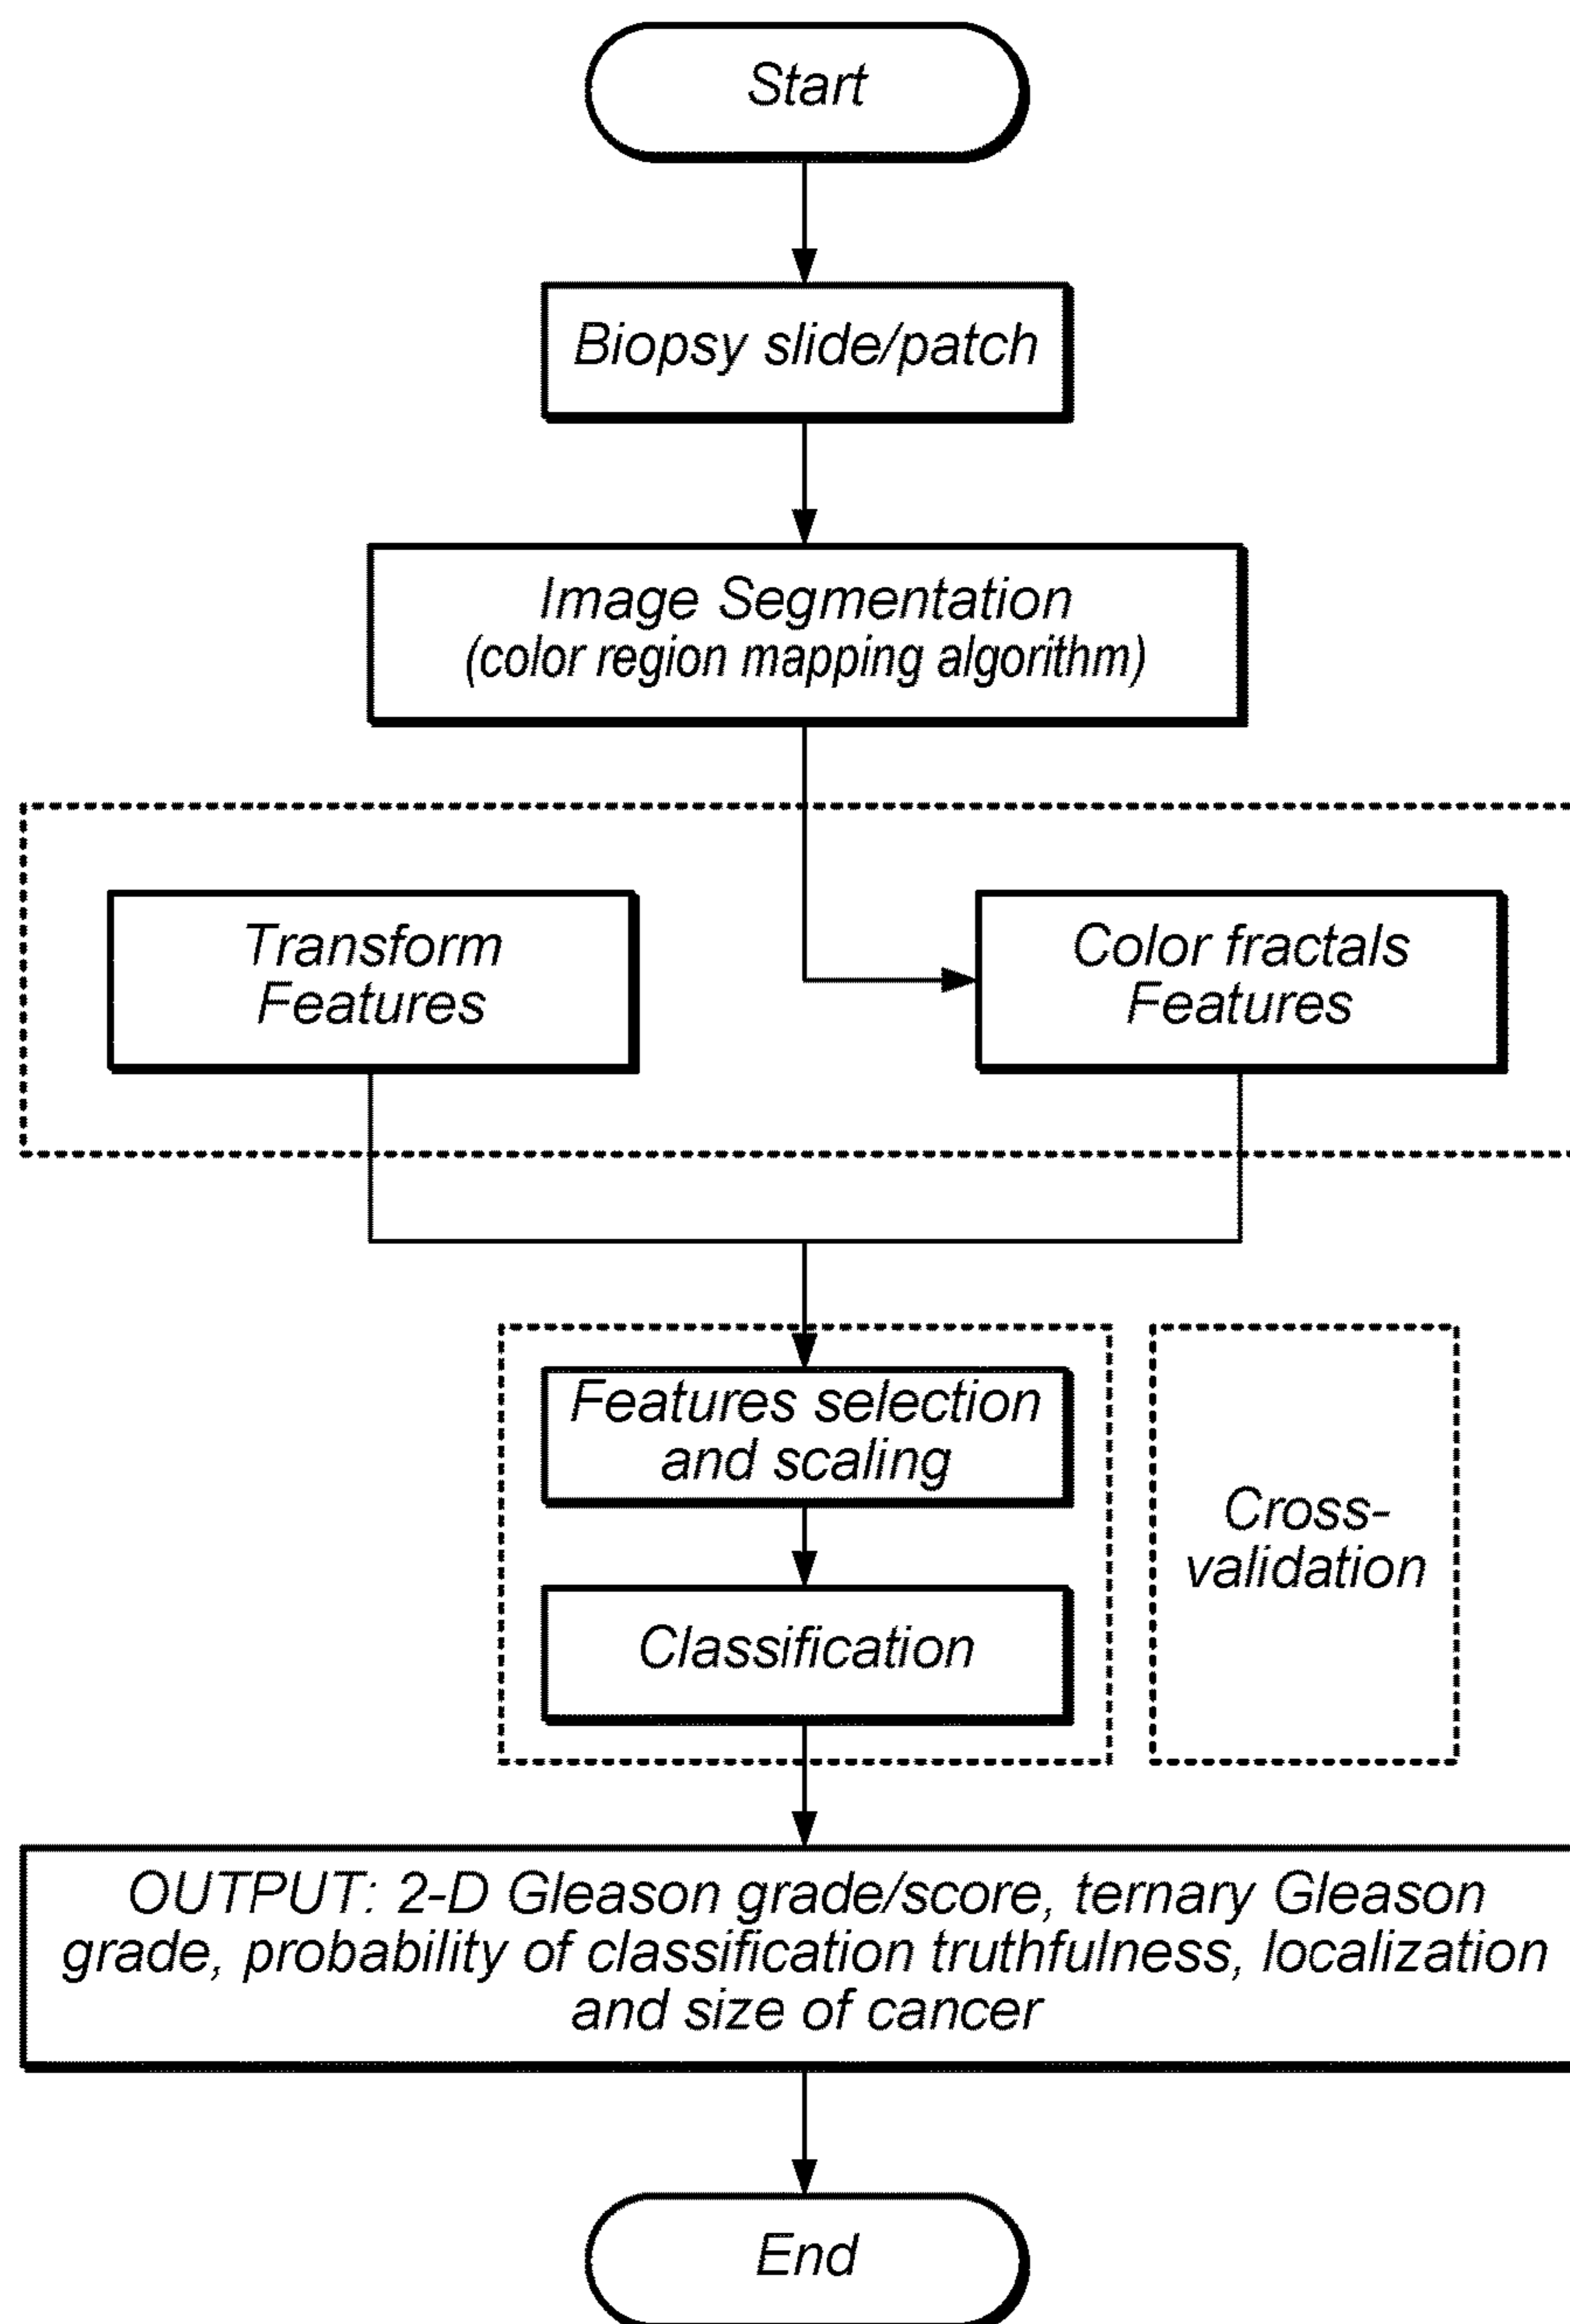 Start
Biopsy slide/patch
Image Segmentation
(color region mapping algorithm)
Transform
Features
Color fractals
Features
Features selection
and scaling
Classification
Cross-
validation
OUTPUT: 2-D Gleason grade/score, ternary Gleason
grade, probability of classification truthfulness, localization
and size of cancer
End